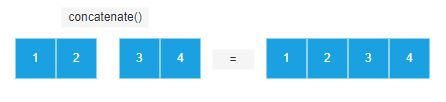 concatenate()
1 2 3 4 = 1 2 3 4